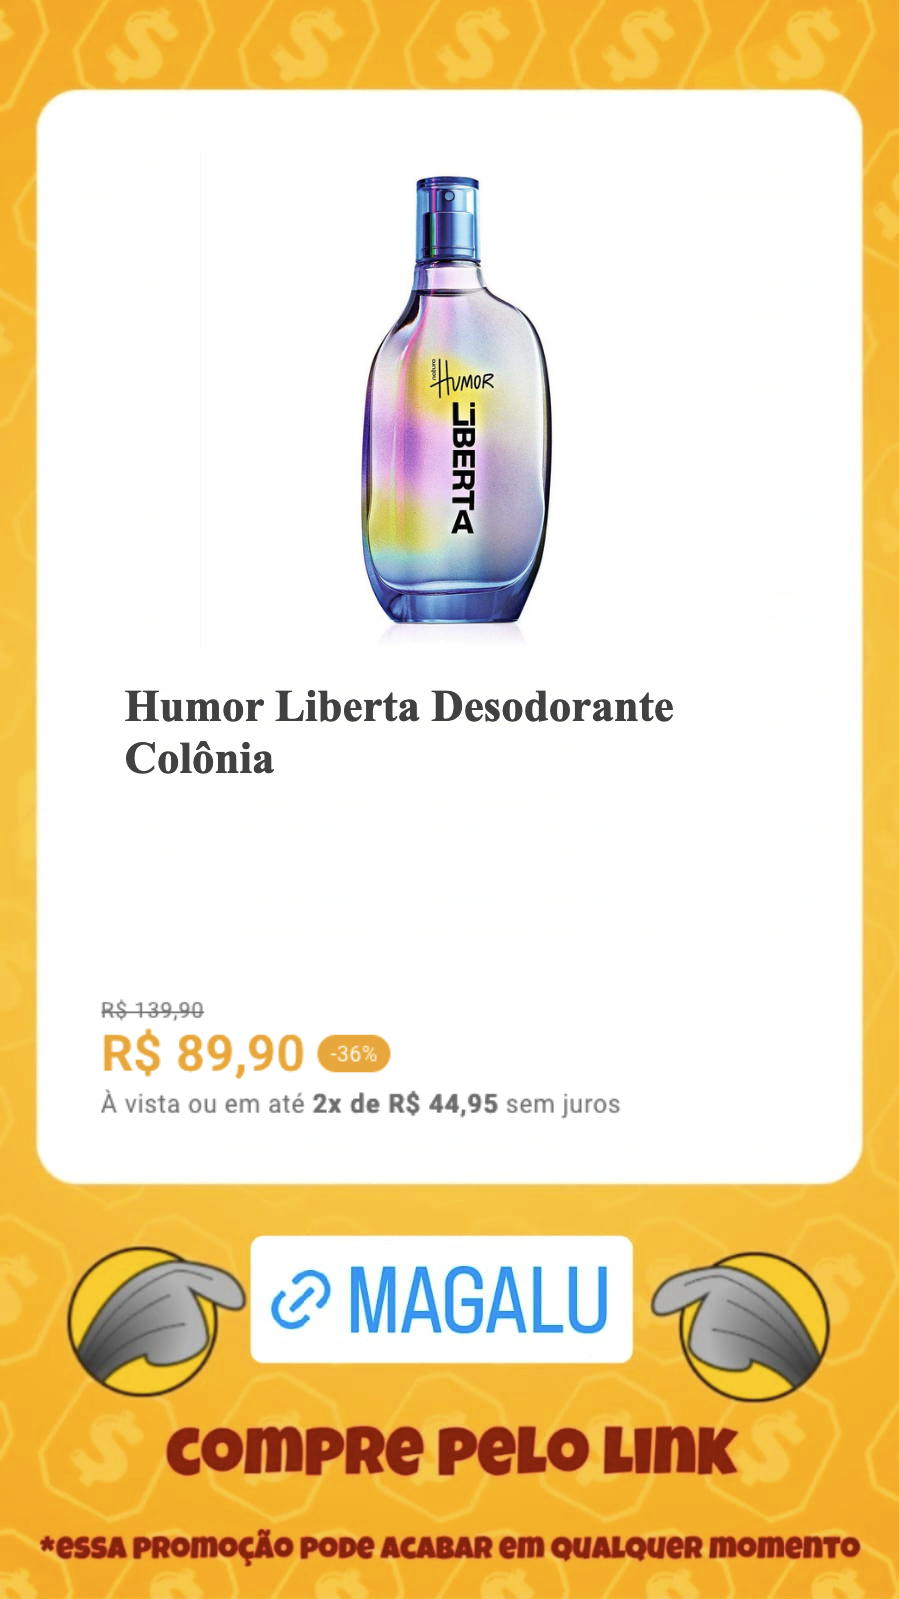 natura
HUMOR
LiBERTA
Humor Liberta Desodorante
Colônia
R$ 139,90
R$ 89,90 -36%
À vista ou em até 2x de R$ 44,95 sem juros
MAGALU
COMPRE PELO LINK
*ESSA PROMOÇÃO PODE ACABAR EM QUALQUER MOMENTO